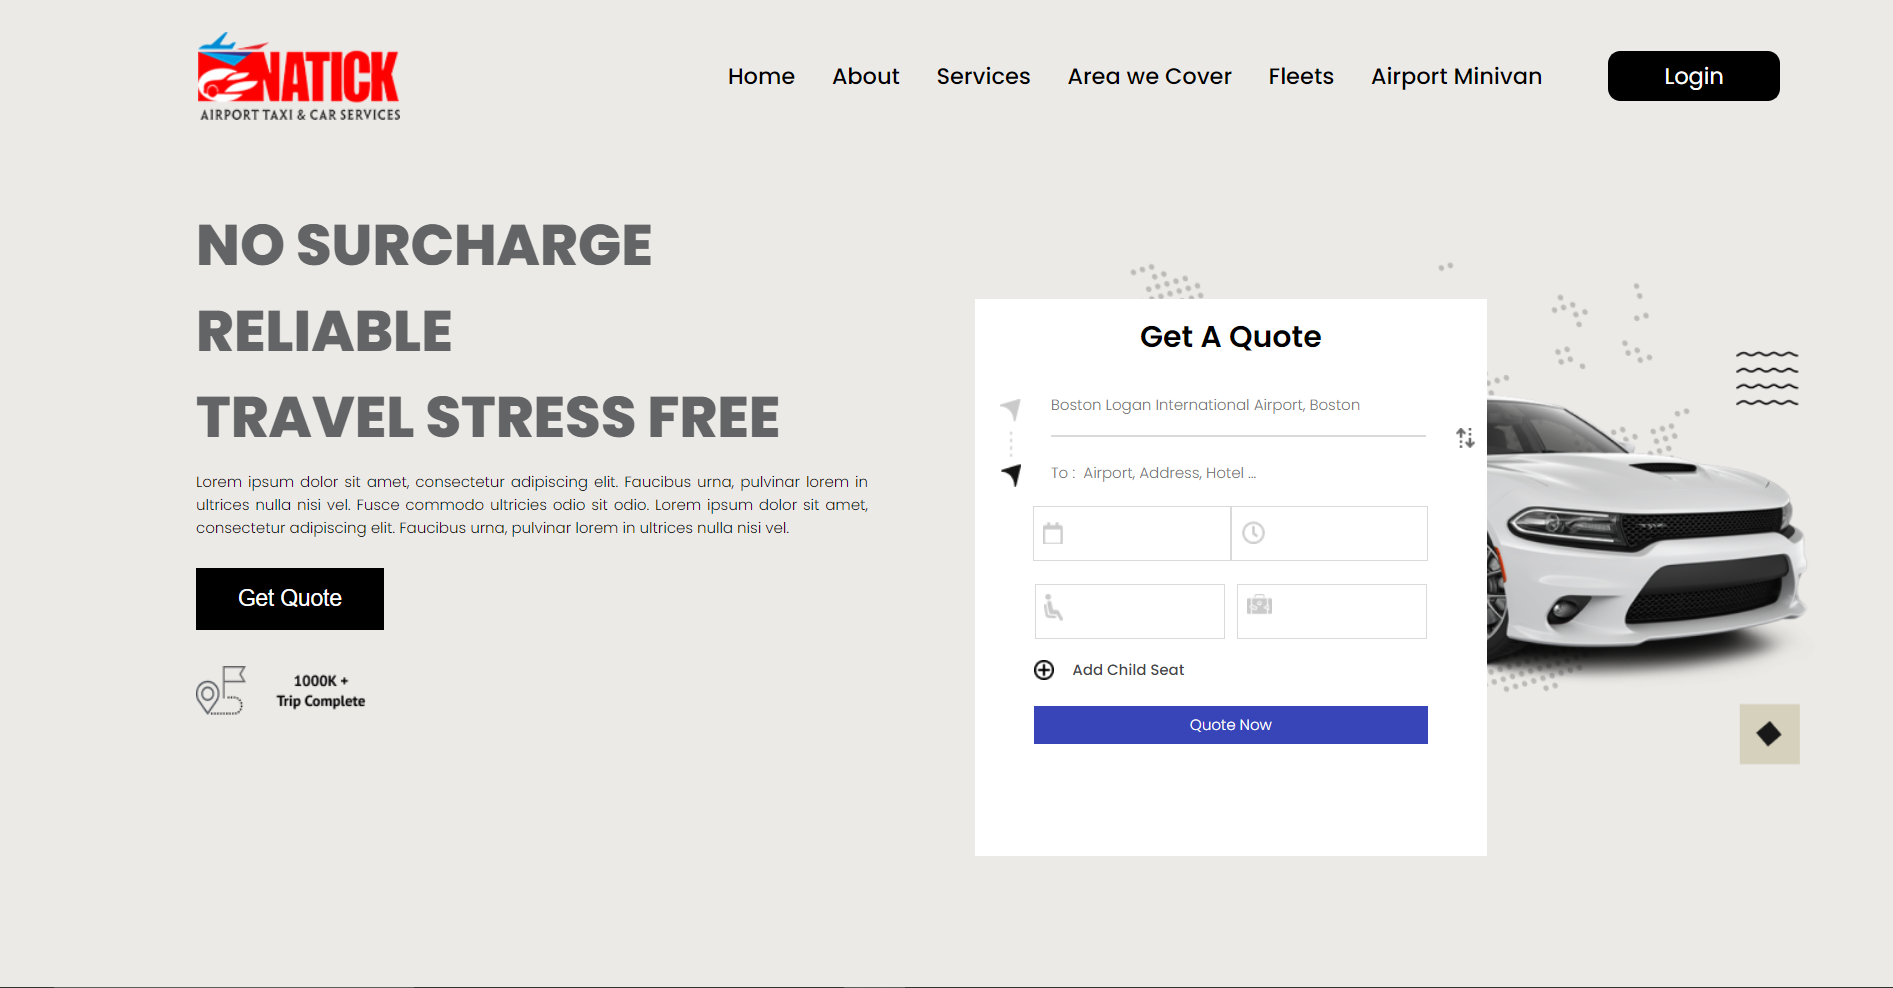 NATICK
AIRPORT TAXI & CAR SERVICES
Home About Services Area we Cover Fleets Airport Minivan Login
NO SURCHARGE
RELIABLE
TRAVEL STRESS FREE
Lorem ipsum dolor sit amet, consectetur adipiscing elit. Faucibus urna, pulvinar lorem in
ultrices nulla nisi vel. Fusce commodo ultricies odio sit odio. Lorem ipsum dolor sit amet,
consectetur adipiscing elit. Faucibus urna, pulvinar lorem in ultrices nulla nisi vel.
Get Quote
1000K +
Trip Complete
Get A Quote
Boston Logan International Airport, Boston
To : Airport, Address, Hotel ...
Add Child Seat
Quote Now